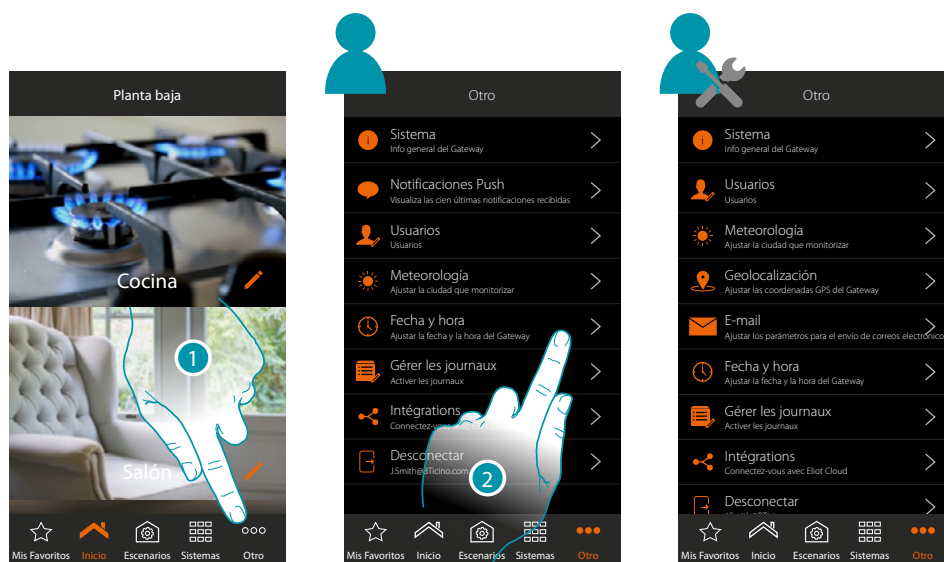 Planta baja
Cocina
1
Salón
Mis Favoritos Inicio Escenarios Sistemas Otro
Otro
Sistema
Info general del Gateway
Notificaciones Push
Visualiza las cien últimas notificaciones recibidas
Usuarios
Usuarios
Meteorología
Ajustar la ciudad que monitorizar
Fecha y hora
Ajustar la fecha y la hora del Gateway
Gérer les journaux
Activer les journaux
Intégrations
Connectez-vous avec
Desconectar
J.Smith@BTicino.com
2
Mis Favoritos Inicio Escenarios Sistemas Otro
Otro
Sistema
Info general del Gateway
Usuarios
Usuarios
Meteorología
Ajustar la ciudad que monitorizar
Geolocalización
Ajustar las coordenadas GPS del Gateway
E-mail
Ajustar los parámetros para el envío de correos electrónico
Fecha y hora
Ajustar la fecha y la hora del Gateway
Gérer les journaux
Activer les journaux
Intégrations
Connectez-vous avec Eliot Cloud
Desconectar
Mis Favoritos Inicio Escenarios Sistemas Otro